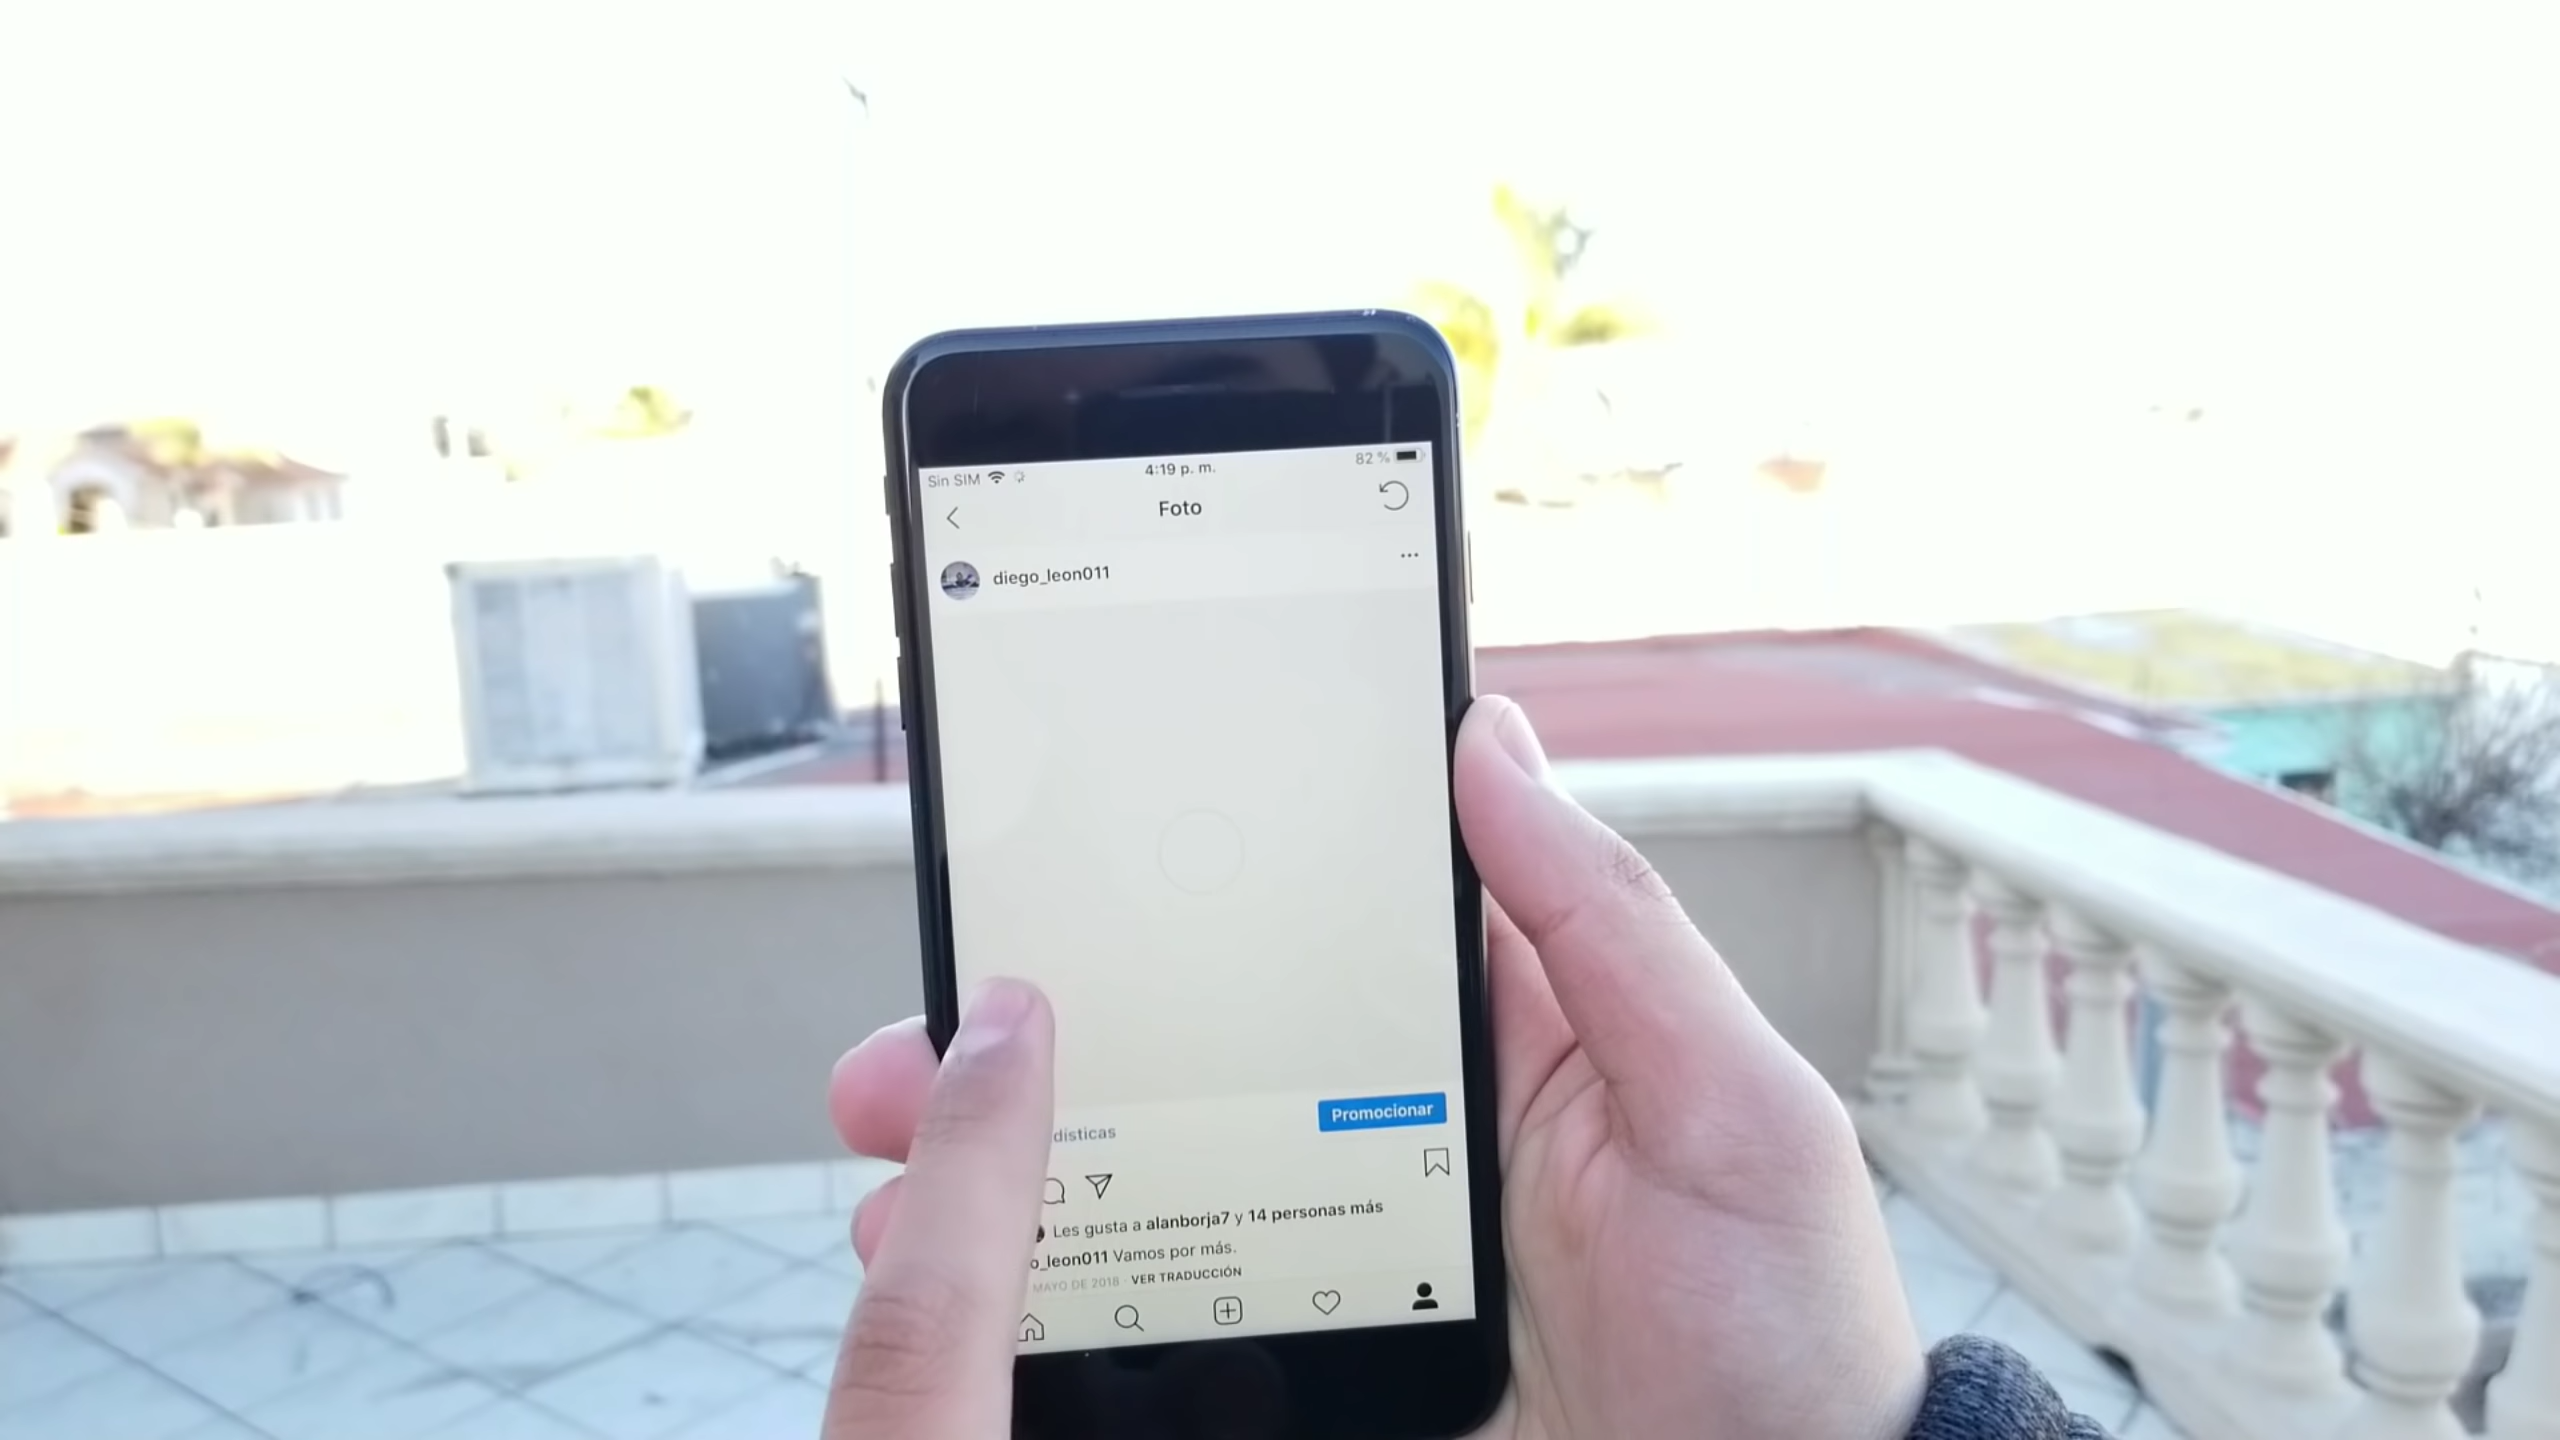 Sin SIM 4:19 p. m. 82 %
Foto
diego_leon011
dísticas Promocionar
Les gusta a alanborja7 y 14 personas más
o_leon011 Vamos por más.
MAYO DE 2018 · VER TRADUCCIÓN